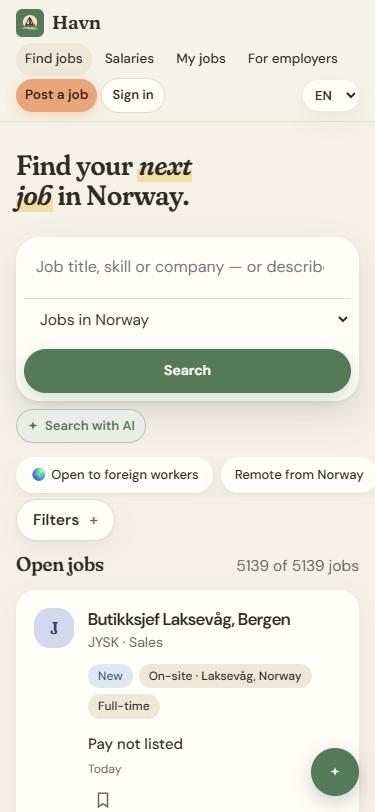 Havn
Find jobs Salaries My jobs For employers
Post a job Sign in EN
Find your next
job in Norway.
Job title, skill or company — or describ
Jobs in Norway
Search
Search with AI
Open to foreign workers Remote from Norway
Filters +
Open jobs 5139 of 5139 jobs
J Butikksjef Laksevåg, Bergen
JYSK · Sales
New On-site · Laksevåg, Norway
Full-time
Pay not listed
Today